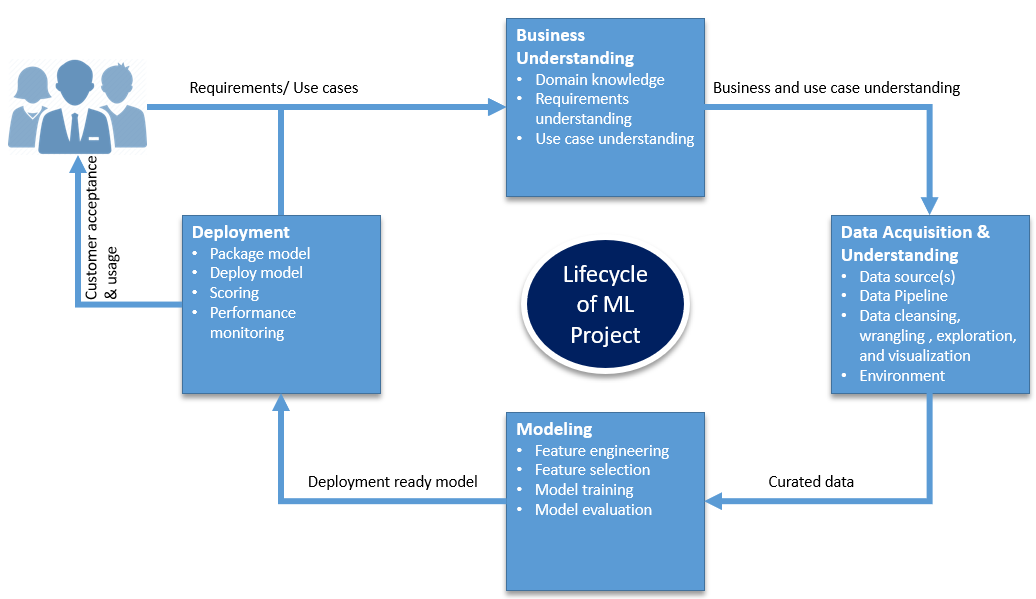 Requirements/ Use cases
Business
Understanding
• Domain knowledge
• Requirements
understanding
• Use case understanding
Business and use case understanding
Customer acceptance
& usage
Deployment
• Package model
• Deploy model
• Scoring
• Performance
monitoring
Lifecycle
of ML
Project
Data Acquisition &
Understanding
• Data source(s)
• Data Pipeline
• Data cleansing,
wrangling , exploration,
and visualization
• Environment
Modeling
• Feature engineering
• Feature selection
• Model training
• Model evaluation
Deployment ready model
Curated data